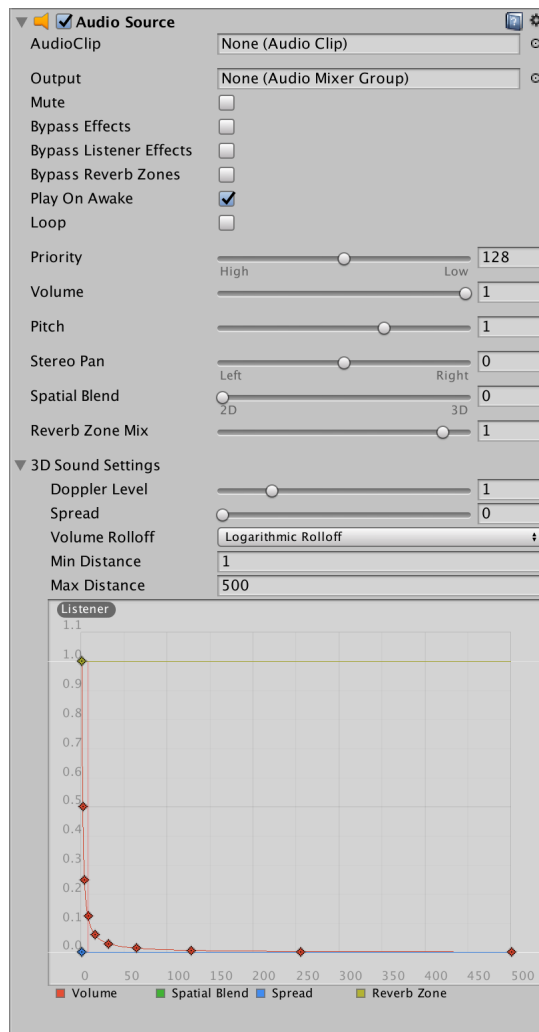 Audio Source
AudioClip None (Audio Clip)
Output None (Audio Mixer Group)
Mute
Bypass Effects
Bypass Listener Effects
Bypass Reverb Zones
Play On Awake
Loop
Priority 128
High Low
Volume 1
Pitch 1
Stereo Pan 0
Left Right
Spatial Blend 0
2D 3D
Reverb Zone Mix 1
3D Sound Settings
Doppler Level 1
Spread 0
Volume Rolloff Logarithmic Rolloff
Min Distance 1
Max Distance 500
Listener
1.1
1.0
0.9
0.8
0.7
0.6
0.5
0.4
0.3
0.2
0.1
0.0
0 50 100 150 200 250 300 350 400 450 500
Volume Spatial Blend Spread Reverb Zone